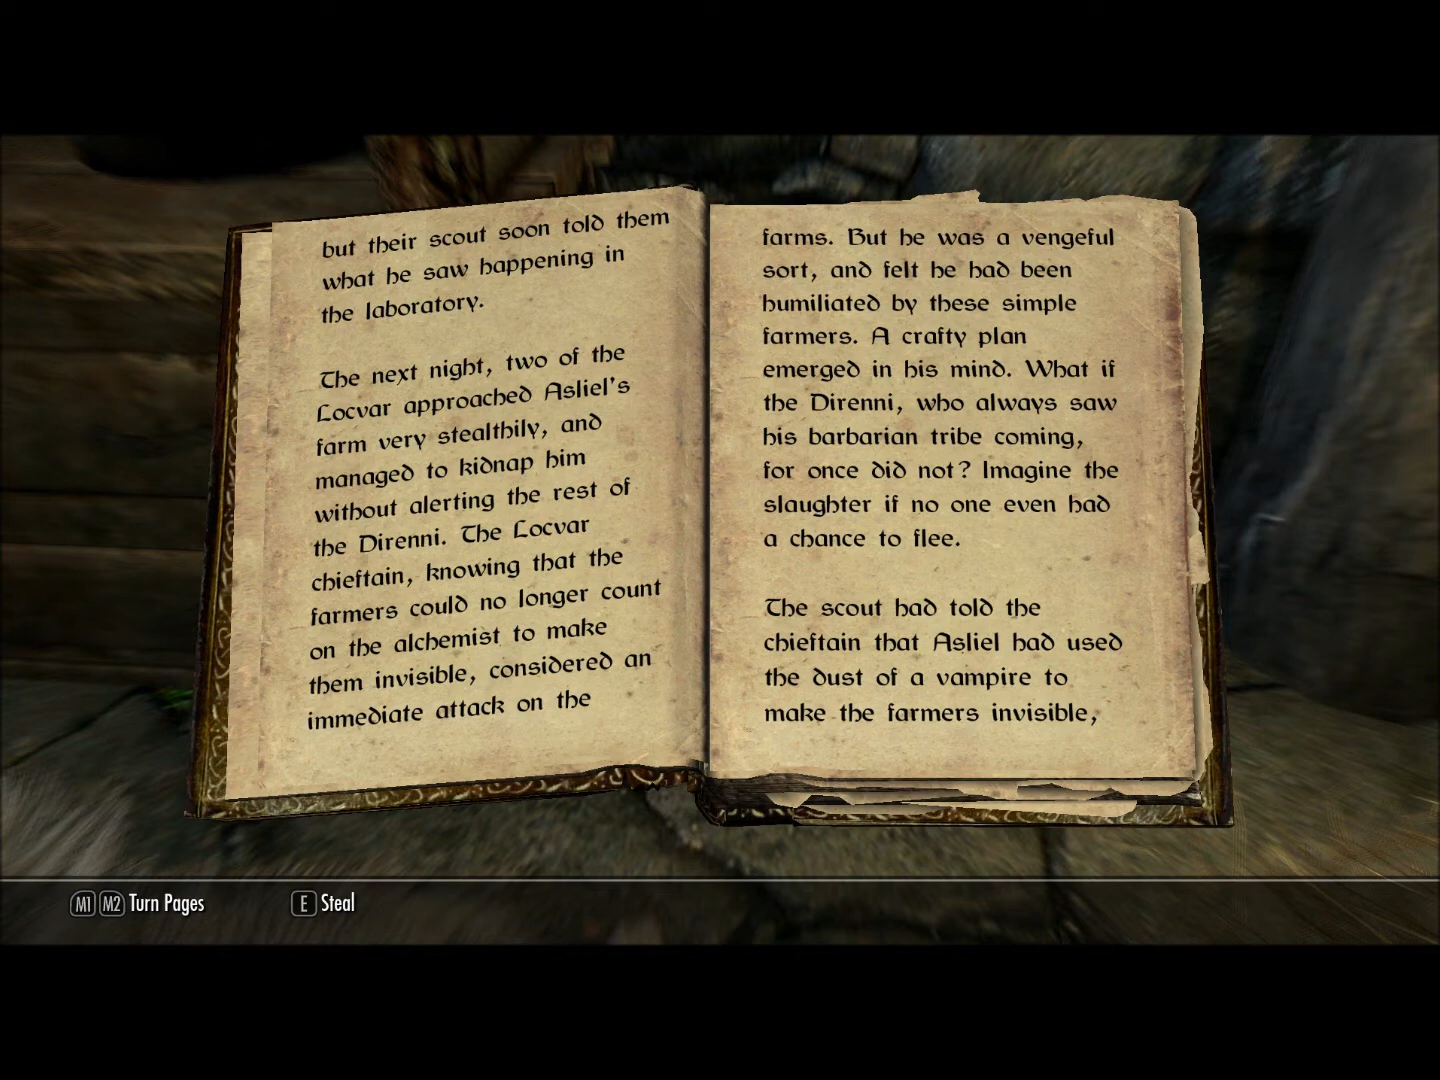 but their scout soon told them
what he saw happening in
the laboratory.
The next night, two of the
Locvar approached Asliel's
farm very stealthily, and
managed to kidnap him
without alerting the rest of
the Direnni. The Locvar
chieftain, knowing that the
farmers could no longer count
on the alchemist to make
them invisible, considered an
immediate attack on the
farms. But he was a vengeful
sort, and felt he had been
humiliated by these simple
farmers. A crafty plan
emerged in his mind. What if
the Direnni, who always saw
his barbarian tribe coming,
for once did not? Imagine the
slaughter if no one even had
a chance to flee.
The scout had told the
chieftain that Asliel had used
the dust of a vampire to
make the farmers invisible,
M1 M2 Turn Pages
E Steal